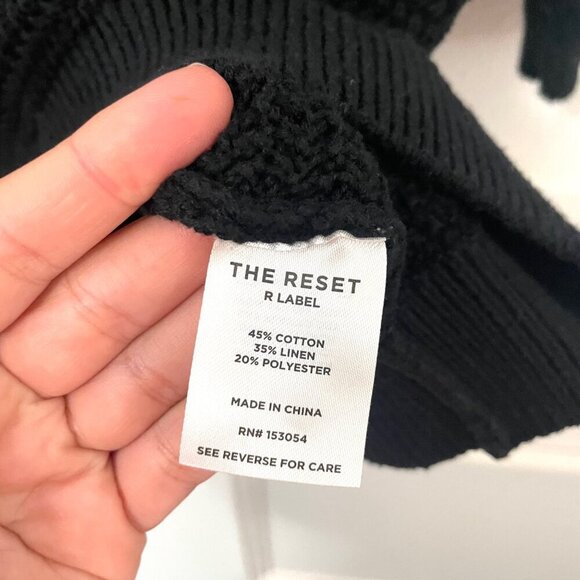 THE RESET
R LABEL
45% COTTON
35% LINEN
20% POLYESTER
MADE IN CHINA
RN# 153054
SEE REVERSE FOR CARE